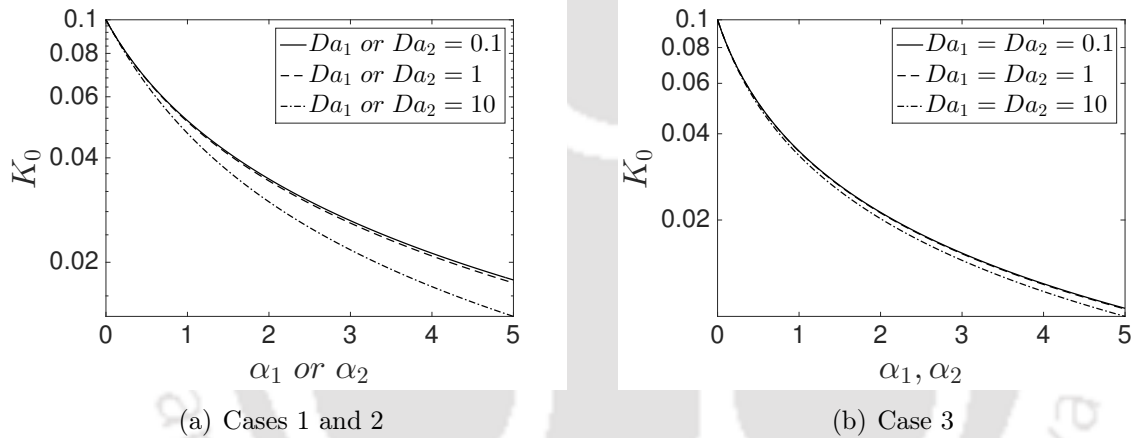 0.1
0.08
0.06
0.04
0.02
K₀
Da₁ or Da₂ = 0.1
Da₁ or Da₂ = 1
Da₁ or Da₂ = 10
0 1 2 3 4 5
α₁ or α₂
(a) Cases 1 and 2
0.1
0.08
0.06
0.04
0.02
K₀
Da₁ = Da₂ = 0.1
Da₁ = Da₂ = 1
Da₁ = Da₂ = 10
0 1 2 3 4 5
α₁, α₂
(b) Case 3